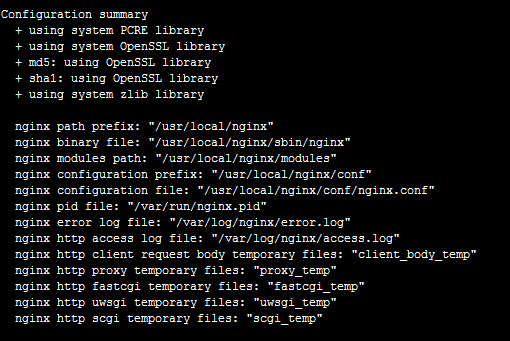 Configuration summary
+ using system PCRE library
+ using system OpenSSL library
+ md5: using OpenSSL library
+ sha1: using OpenSSL library
+ using system zlib library
nginx path prefix: "/usr/local/nginx"
nginx binary file: "/usr/local/nginx/sbin/nginx"
nginx modules path: "/usr/local/nginx/modules"
nginx configuration prefix: "/usr/local/nginx/conf"
nginx configuration file: "/usr/local/nginx/conf/nginx.conf"
nginx pid file: "/var/run/nginx.pid"
nginx error log file: "/var/log/nginx/error.log"
nginx http access log file: "/var/log/nginx/access.log"
nginx http client request body temporary files: "client_body_temp"
nginx http proxy temporary files: "proxy_temp"
nginx http fastcgi temporary files: "fastcgi_temp"
nginx http uwsgi temporary files: "uwsgi_temp"
nginx http scgi temporary files: "scgi_temp"